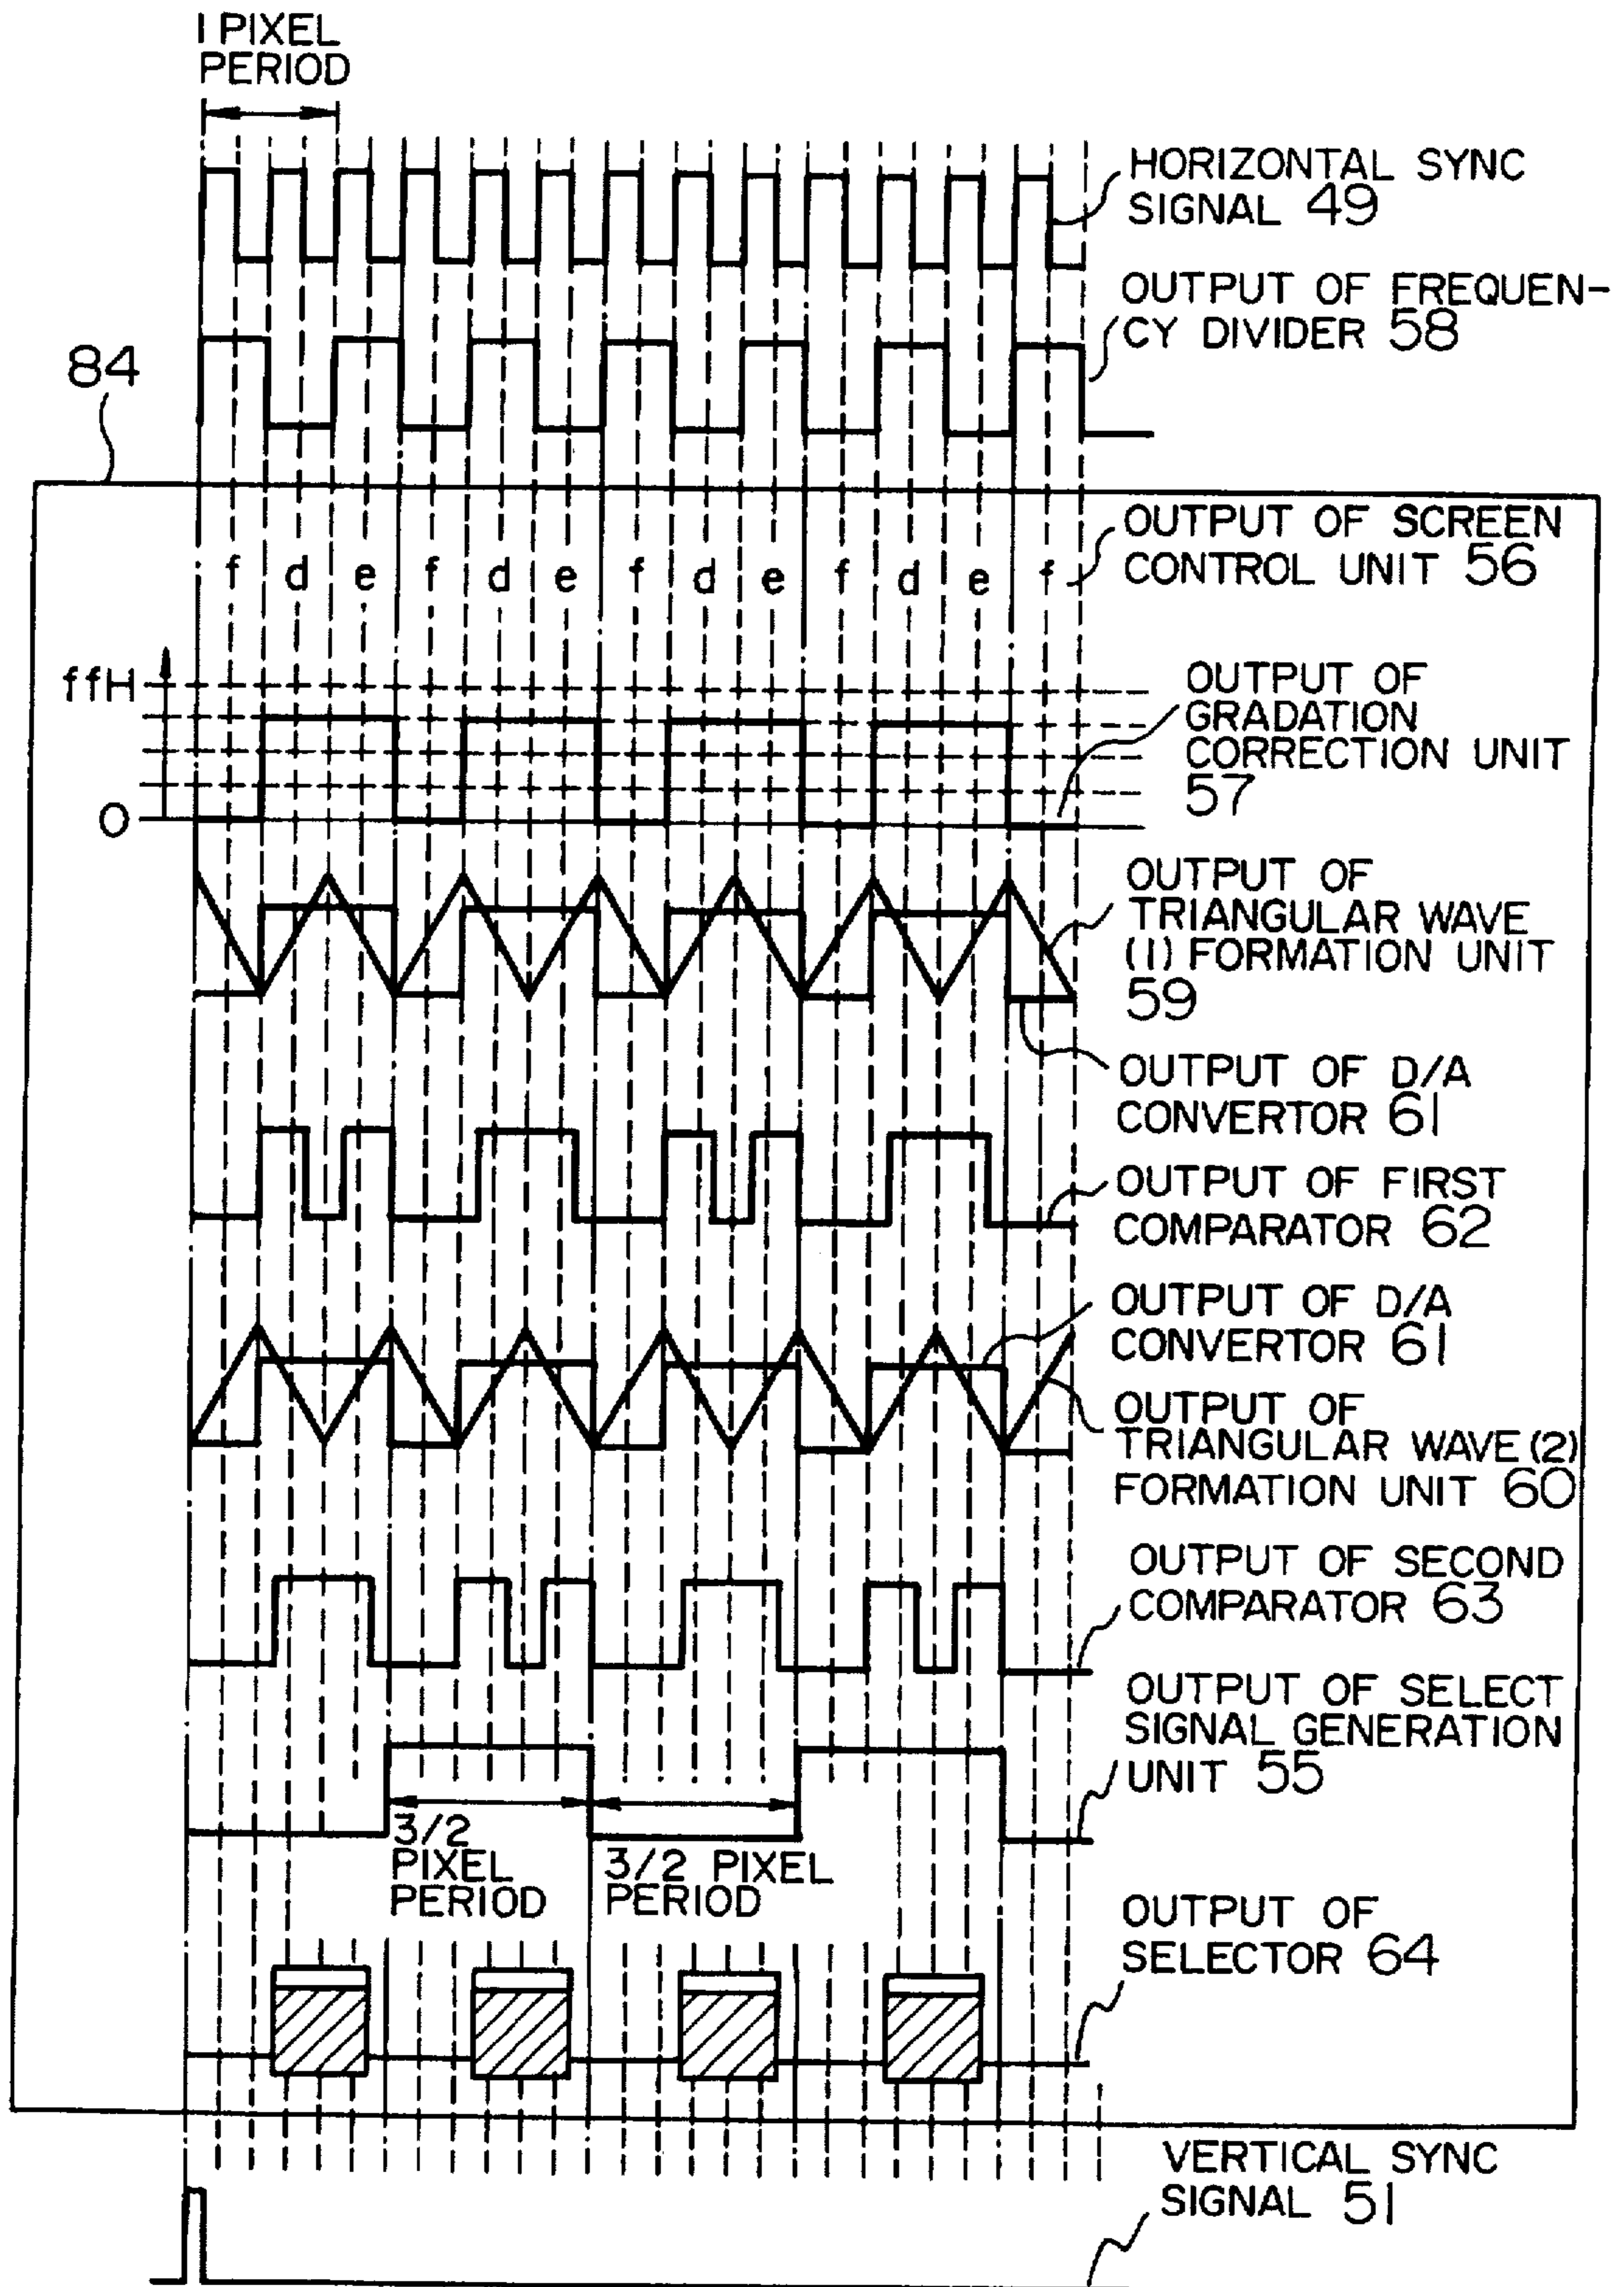 1 PIXEL
PERIOD
HORIZONTAL SYNC
SIGNAL 49
OUTPUT OF FREQUEN-
CY DIVIDER 58
84
OUTPUT OF SCREEN
CONTROL UNIT 56
f d e f d e f d e f d e f
ffH
OUTPUT OF
GRADATION
CORRECTION UNIT
57
0
OUTPUT OF
TRIANGULAR WAVE
(1) FORMATION UNIT
59
OUTPUT OF D/A
CONVERTOR 61
OUTPUT OF FIRST
COMPARATOR 62
OUTPUT OF D/A
CONVERTOR 61
OUTPUT OF
TRIANGULAR WAVE (2)
FORMATION UNIT 60
OUTPUT OF SECOND
COMPARATOR 63
OUTPUT OF SELECT
SIGNAL GENERATION
UNIT 55
3/2
PIXEL
PERIOD
3/2 PIXEL
PERIOD
OUTPUT OF
SELECTOR 64
VERTICAL SYNC
SIGNAL 51